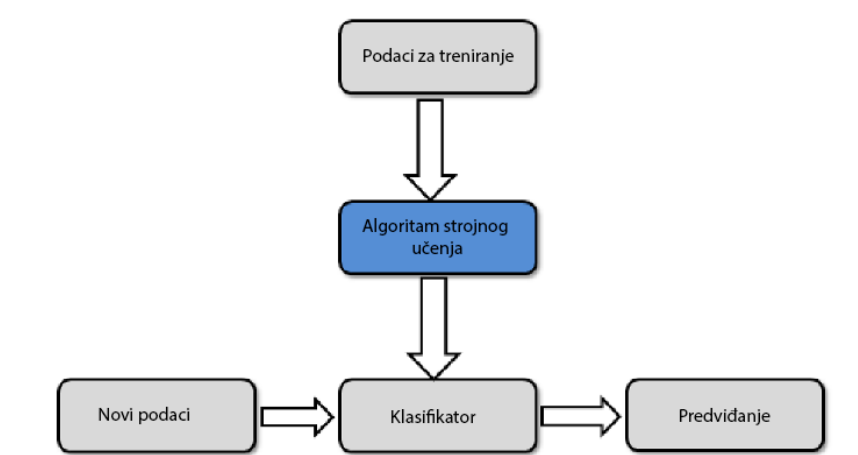 Podaci za treniranje
Algoritam strojnog
učenja
Novi podaci
Klasifikator
Predviđanje